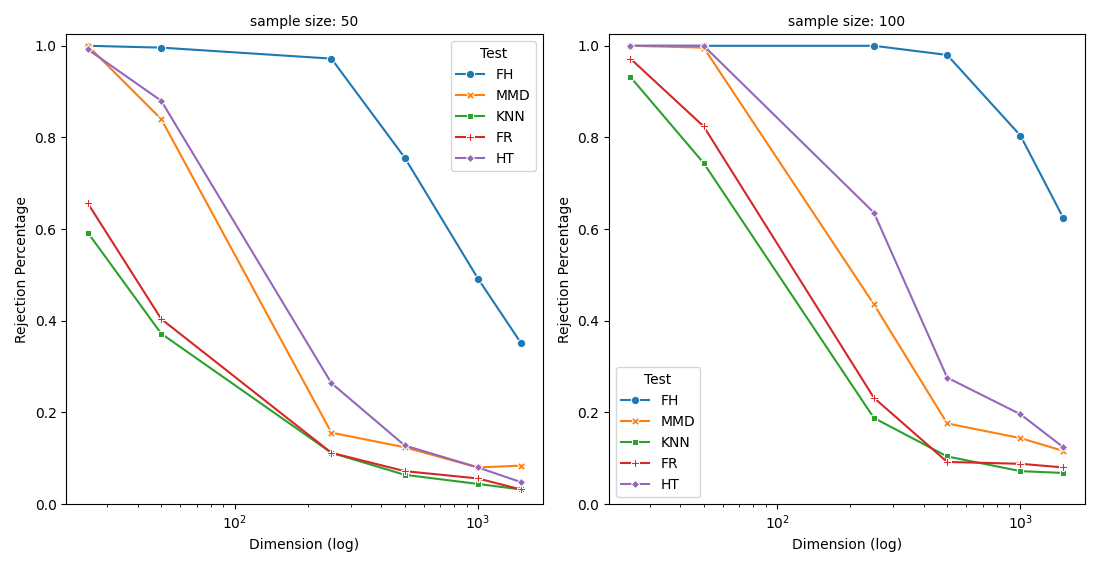 sample size: 50
Rejection Percentage
1.0
0.8
0.6
0.4
0.2
0.0
10²
10³
Dimension (log)
Test
FH
MMD
KNN
FR
HT
sample size: 100
Rejection Percentage
1.0
0.8
0.6
0.4
0.2
0.0
10²
10³
Dimension (log)
Test
FH
MMD
KNN
FR
HT